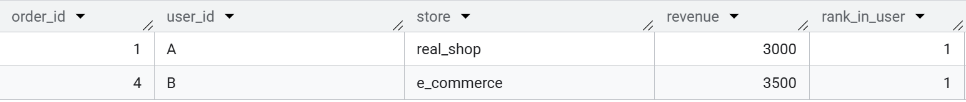 order_id user_id store revenue rank_in_user
1 A real_shop 3000 1
4 B e_commerce 3500 1